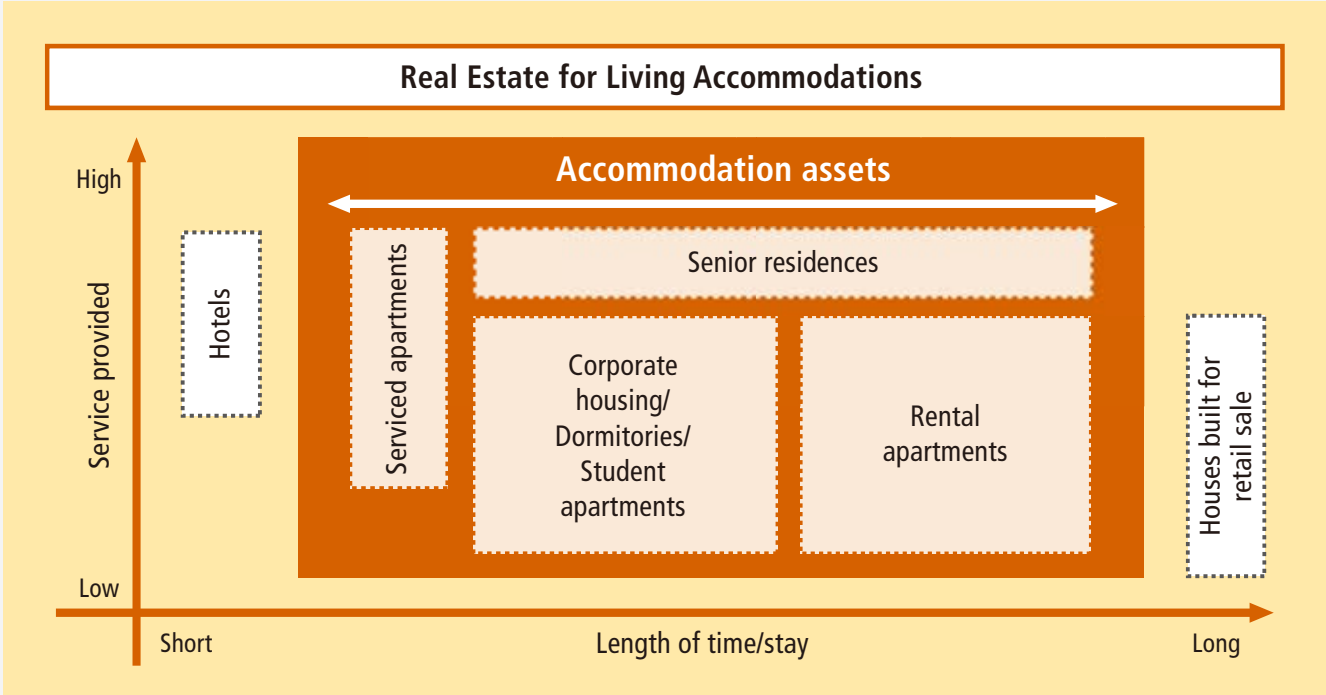 Real Estate for Living Accommodations
High
Service provided
Low
Hotels
Accommodation assets
Serviced apartments
Senior residences
Corporate
housing/
Dormitories/
Student
apartments
Rental
apartments
Houses built for
retail sale
Short
Length of time/stay
Long